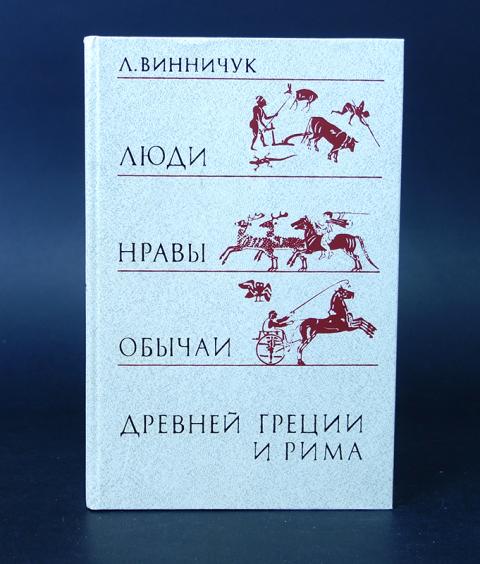 Л.ВИННИЧУК
ЛЮДИ
НРАВЫ
ОБЫЧАИ
ДРЕВНЕЙ ГРЕЦИИ
И РИМА